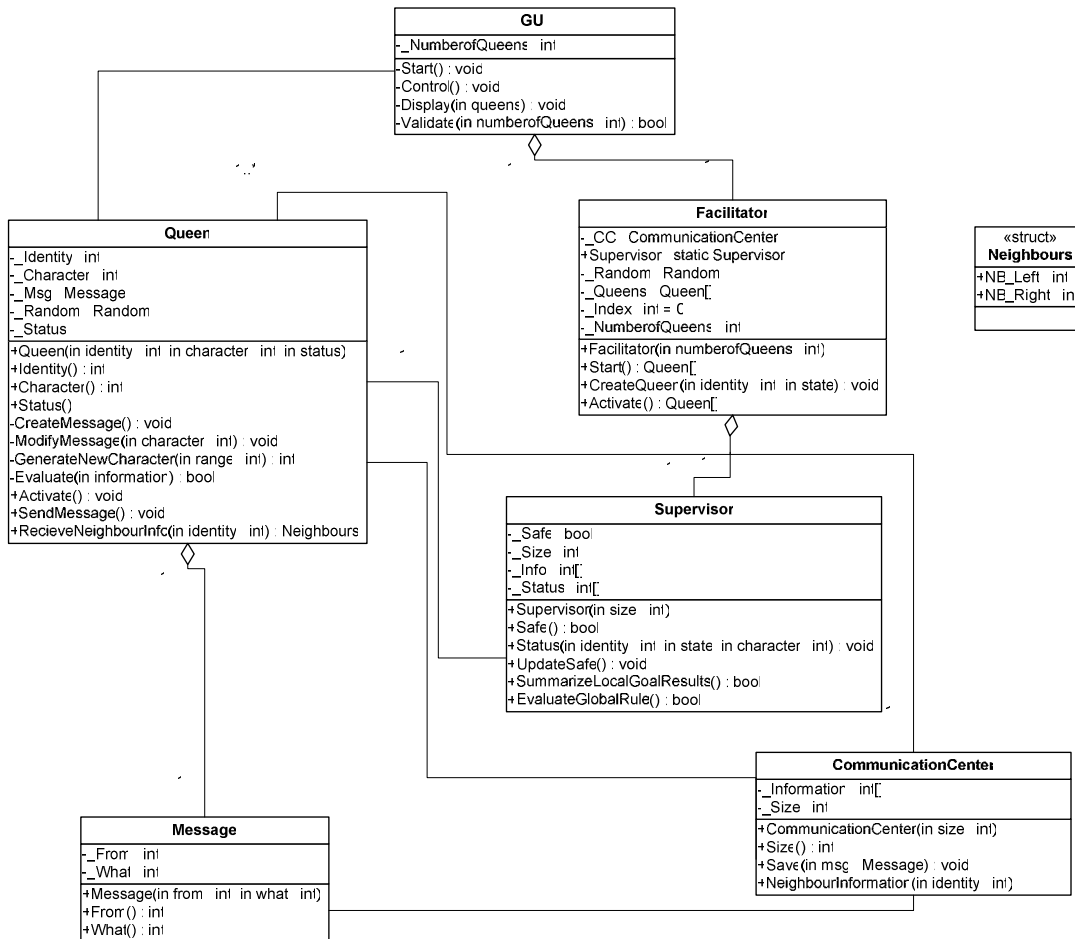 GU
-_NumberofQueens int
-Start() : void
-Control() : void
-Display(in queens) : void
-Validate(in numberofQueens int) : bool
Queen
-_Identity int
-_Character int
-_Msg Message
-_Random Random
-_Status
+Queen(in identity int in character int in status)
+Identity() : int
+Character() : int
+Status()
-CreateMessage() : void
-ModifyMessage(in character int) : void
-GenerateNewCharacter(in range int) : int
-Evaluate(in information) : bool
+Activate() : void
+SendMessage() : void
+RecieveNeighbourInfo(in identity int) : Neighbours
Facilitator
-_CC CommunicationCenter
+Supervisor static Supervisor
-_Random Random
-_Queens Queen[]
-_Index int = 0
-_NumberofQueens int
+Facilitator(in numberofQueens int)
+Start() : Queen[]
+CreateQueen(in identity int in state) : void
+Activate() : Queen[]
«struct»
Neighbours
+NB_Left int
+NB_Right in
Supervisor
-_Safe bool
-_Size int
-_Info int[]
-_Status int[]
+Supervisor(in size int)
+Safe() : bool
+Status(in identity int in state in character int) : void
+UpdateSafe() : void
+SummarizeLocalGoalResults() : bool
+EvaluateGlobalRule() : bool
CommunicationCenter
-_Information int[]
-_Size int
+CommunicationCenter(in size int)
+Size() : int
+Save(in msg Message) : void
+NeighbourInformation(in identity int)
Message
-_From int
-_What int
+Message(in from int in what int)
+From() : int
+What() : int